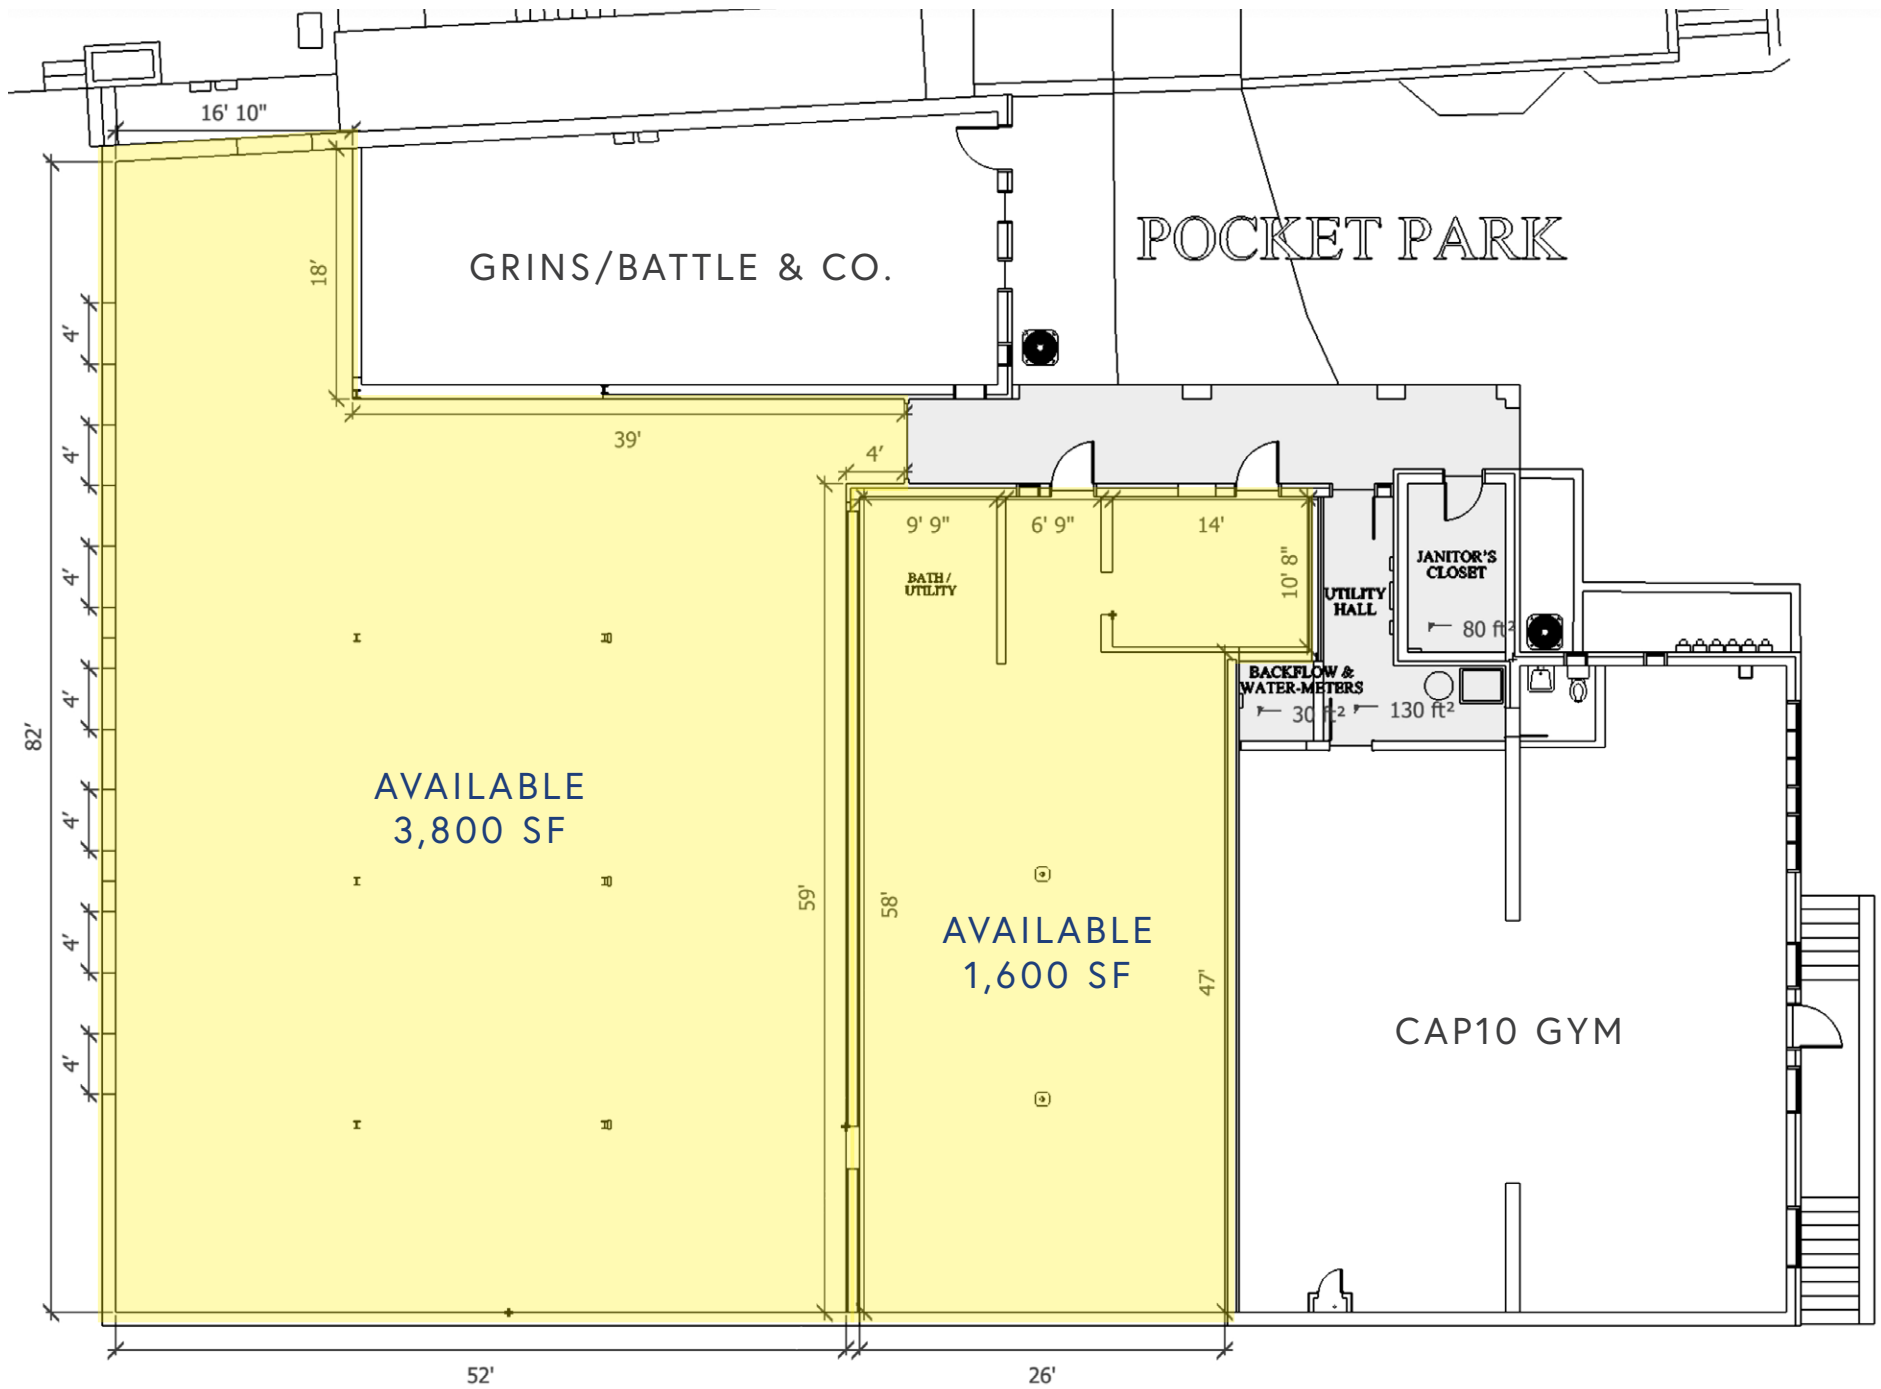 16' 10"
GRINS/BATTLE & CO.
POCKET PARK
18'
4'
39'
4'
4'
9' 9"
6' 9"
14'
10' 8"
BATH /
UTILITY
JANITOR'S
CLOSET
80 ft²
UTILITY
HALL
4'
BACKFLOW &
WATER-METERS
30 ft²
130 ft²
4'
82'
AVAILABLE
3,800 SF
4'
59'
58'
AVAILABLE
1,600 SF
4'
47'
CAP10 GYM
4'
52'
26'